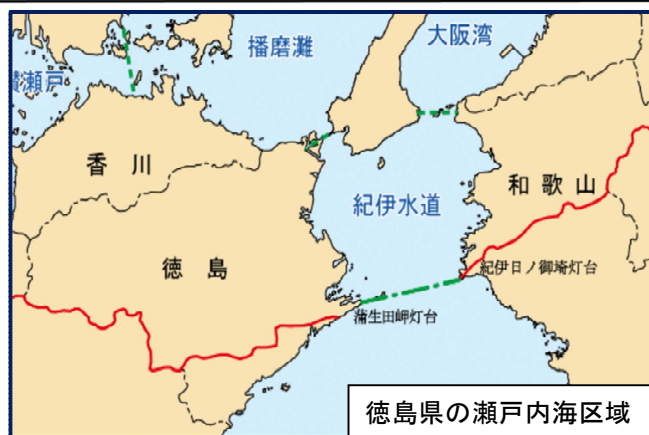 播磨灘
大阪湾
瀬戸
香川
和歌山
紀伊水道
徳島
紀伊日ノ御埼灯台
蒲生田岬灯台
徳島県の瀬戸内海区域